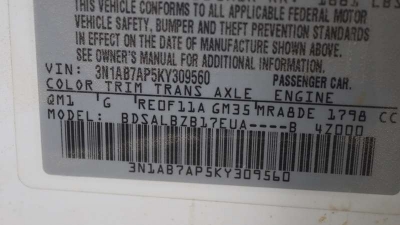 THIS VEHICLE CONFORMS TO ALL APPLICABLE
FEDERAL MOTOR VEHICLE
SAFETY, BUMPER AND THEFT PREVENTION STANDARDS
IN EFFECT ON THE DATE OF MANUFACTURE SHOWN ABOVE.
SEE OWNER'S MANUAL FOR ADDITIONAL INFORMATION.
VIN: 3N1AB7AP5KY309560 PASSENGER CAR.
COLOR TRIM TRANS AXLE ENGINE
QM1 G RE0F11A GM35 MRA8DE 1798 CC
MODEL: BDSALBZB17EUA----B 4Z000
3N1AB7AP5KY309560